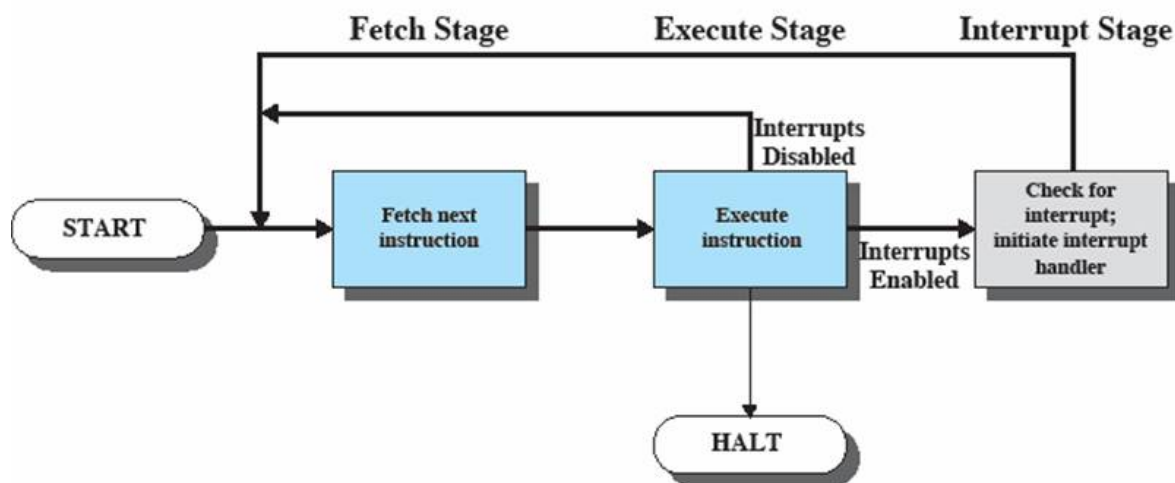 Fetch Stage
Execute Stage
Interrupt Stage
START
Fetch next
instruction
Execute
instruction
Interrupts
Disabled
Interrupts
Enabled
Check for
interrupt;
initiate interrupt
handler
HALT